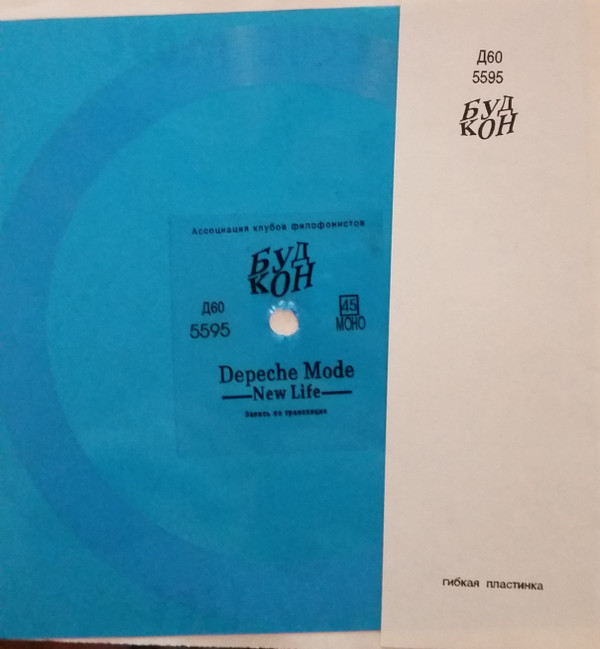 Ассоциация клубов филофонистов
БУД
КОН
Д60
5595
45
МОНО
Depeche Mode
New Life
Запись по трансляции
Д60
5595
БУД
КОН
гибкая пластинка